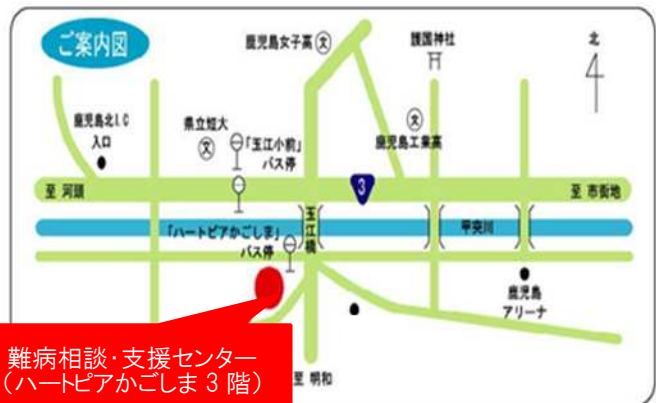 ご案内図
鹿児島女子高 文
護国神社
北
鹿児島北I.C
入口
県立短大
文
「玉江小前」
バス停
文
鹿児島工業高
至 河頭
3
至 市街地
「ハートピアかごしま」
バス停
玉江橋
甲突川
鹿児島
アリーナ
難病相談・支援センター
（ハートピアかごしま 3 階）
至 明和